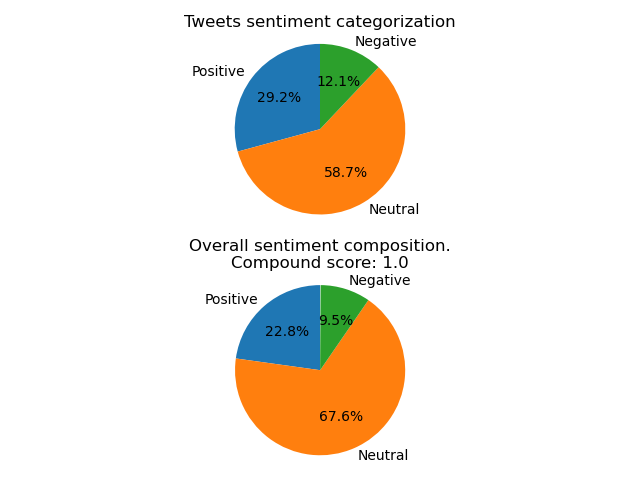 Tweets sentiment categorization
Negative
Positive
12.1%
29.2%
58.7%
Neutral
Overall sentiment composition.
Compound score: 1.0
Negative
Positive
9.5%
22.8%
67.6%
Neutral